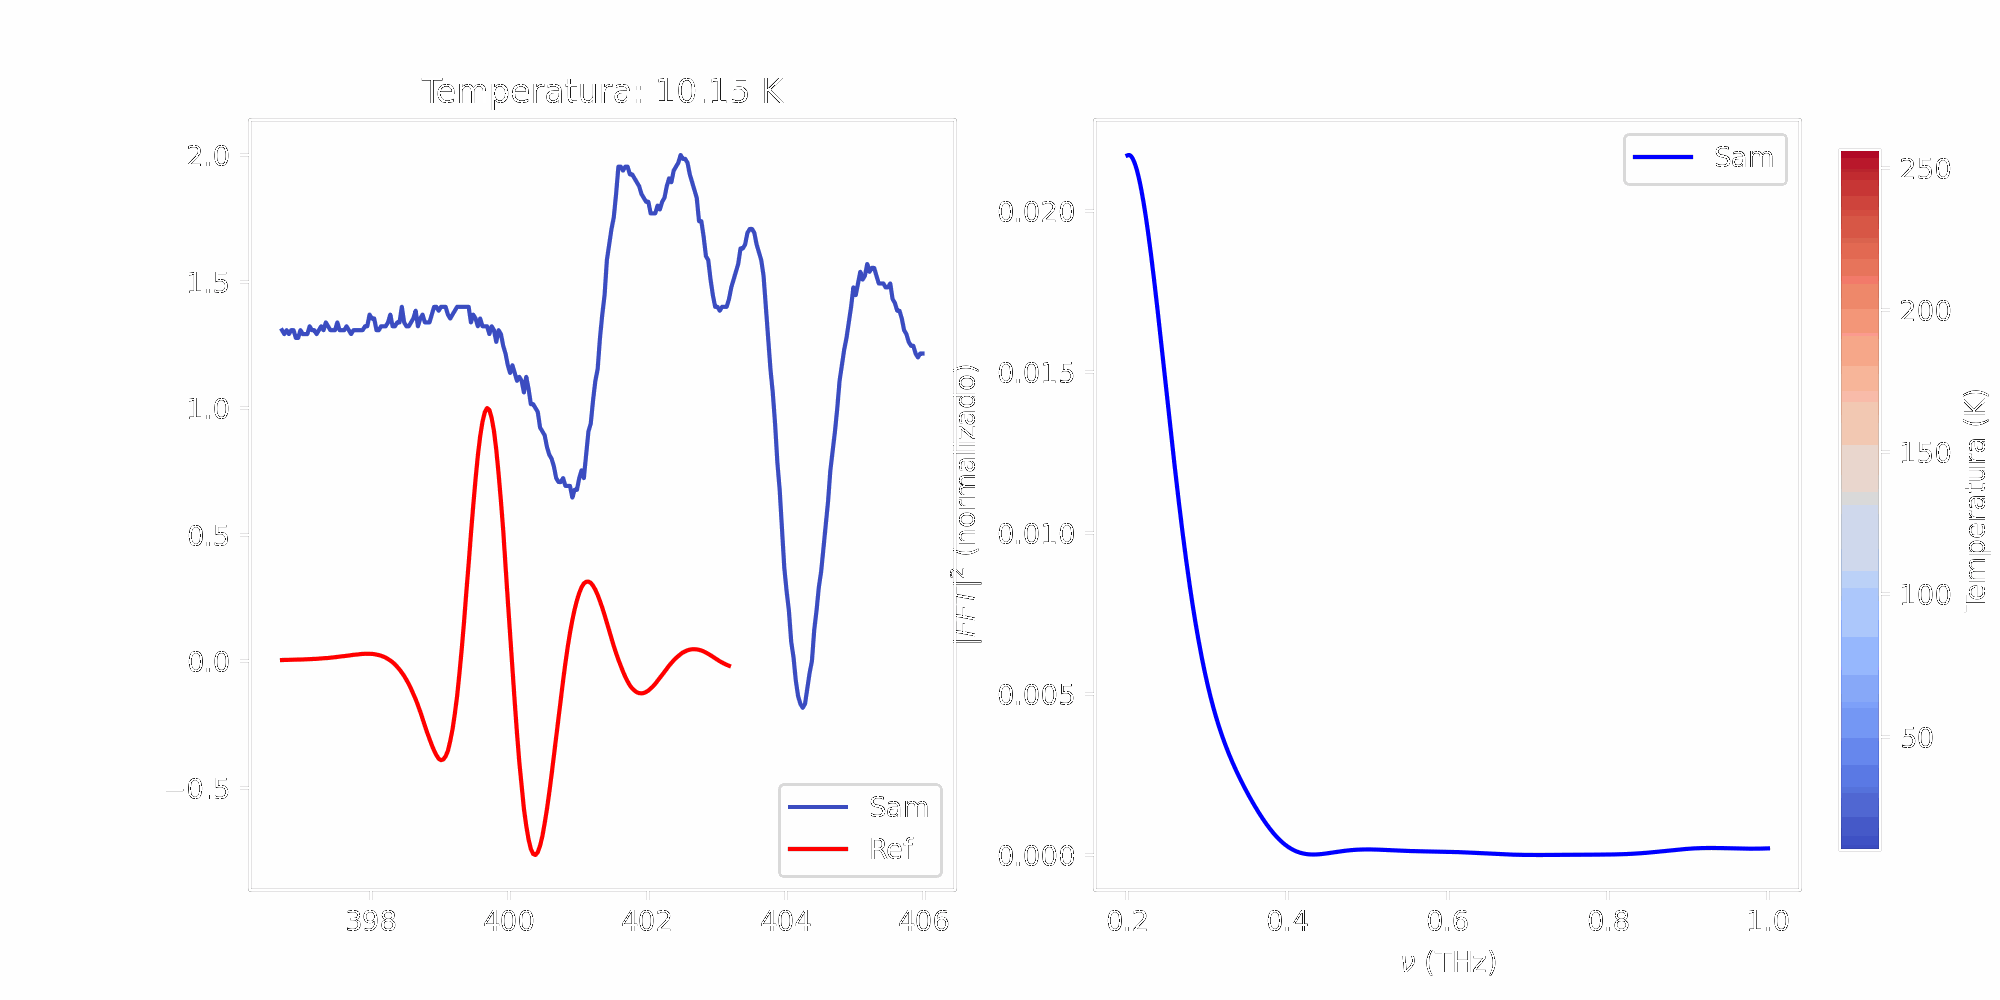 Temperatura: 10.15 K
2.0
1.5
1.0
0.5
0.0
−0.5
398 400 402 404 406
Sam
Ref
|FFT|² (normalizado)
0.020
0.015
0.010
0.005
0.000
0.2 0.4 0.6 0.8 1.0
ν (THz)
Sam
250
200
150
100
50
Temperatura (K)